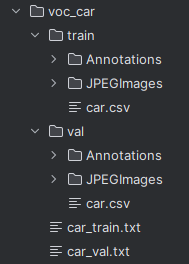 voc_car
train
Annotations
JPEGImages
car.csv
val
Annotations
JPEGImages
car.csv
car_train.txt
car_val.txt